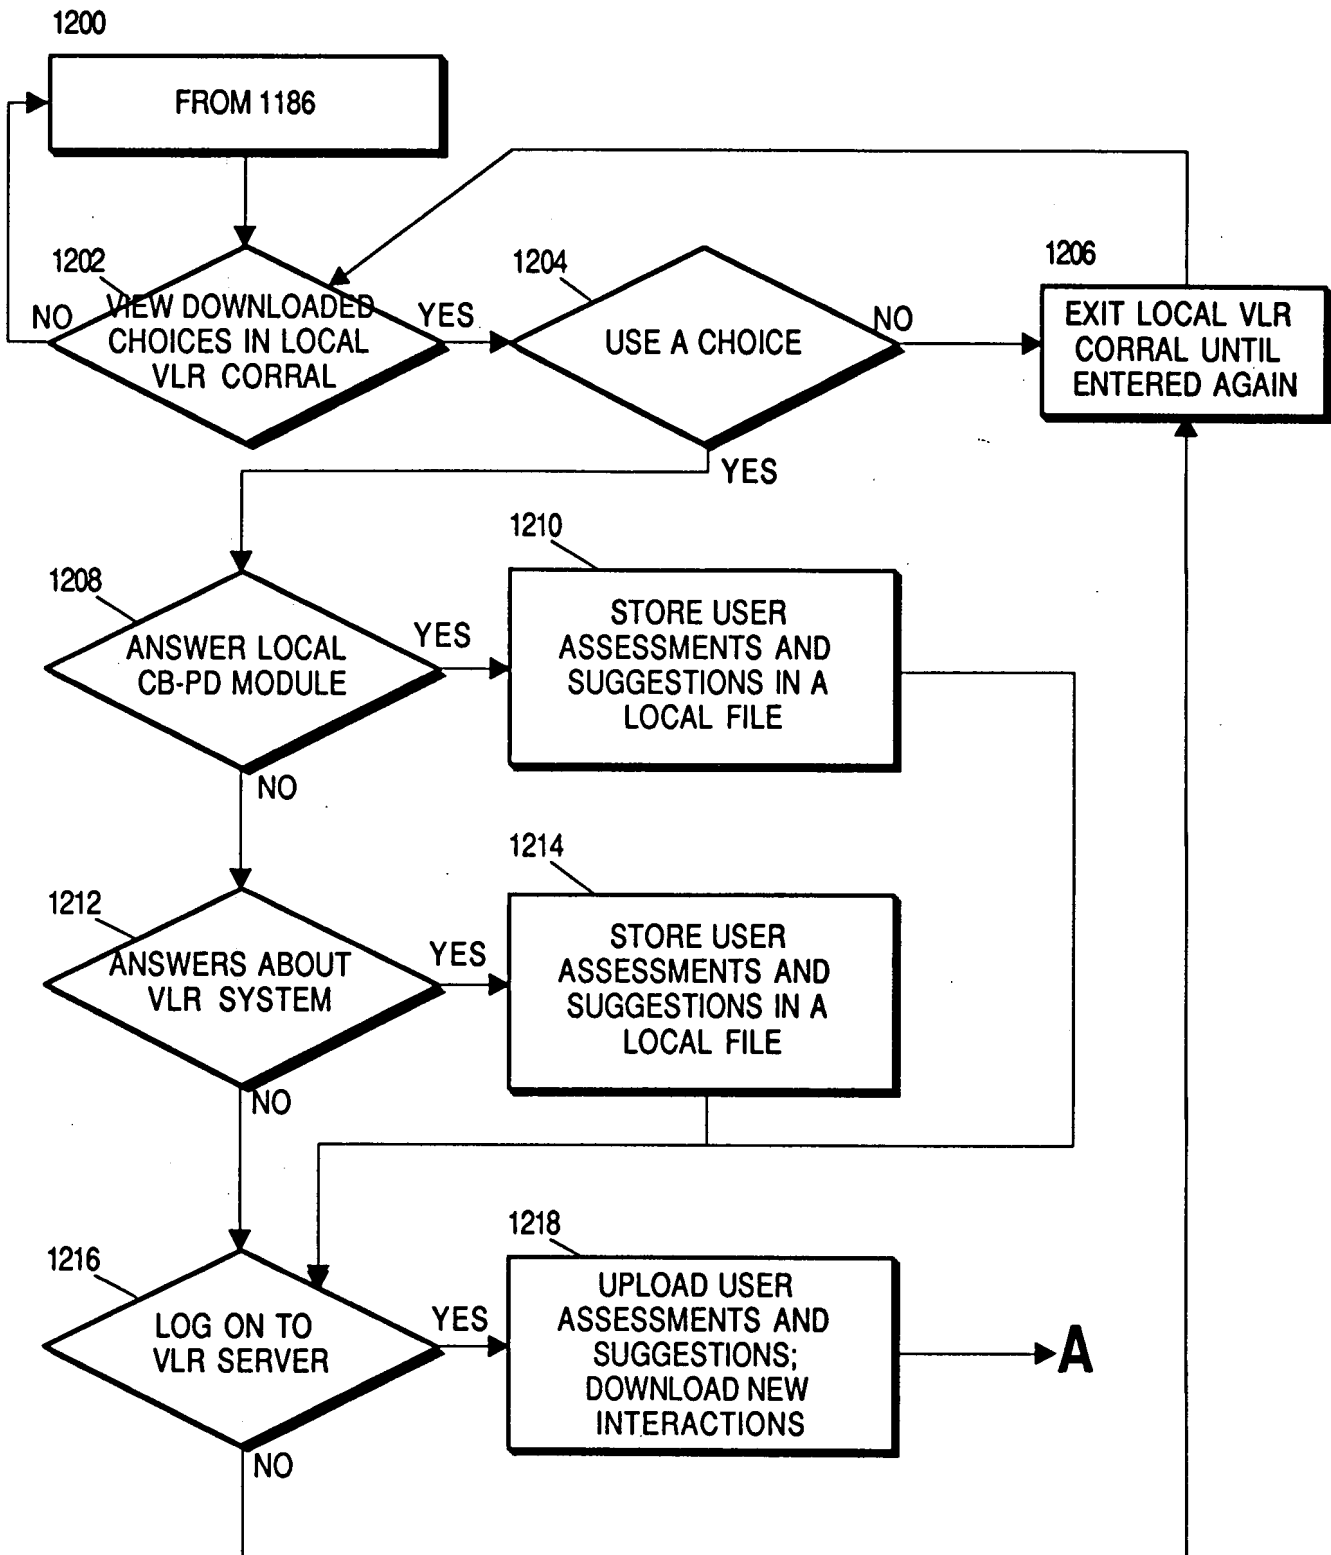 1200
FROM 1186
1202
VIEW DOWNLOADED
CHOICES IN LOCAL
VLR CORRAL
NO
YES
1204
USE A CHOICE
NO
YES
1206
EXIT LOCAL VLR
CORRAL UNTIL
ENTERED AGAIN
1208
ANSWER LOCAL
CB-PD MODULE
YES
NO
1210
STORE USER
ASSESSMENTS AND
SUGGESTIONS IN A
LOCAL FILE
1212
ANSWERS ABOUT
VLR SYSTEM
YES
NO
1214
STORE USER
ASSESSMENTS AND
SUGGESTIONS IN A
LOCAL FILE
1216
LOG ON TO
VLR SERVER
YES
NO
1218
UPLOAD USER
ASSESSMENTS AND
SUGGESTIONS;
DOWNLOAD NEW
INTERACTIONS
A